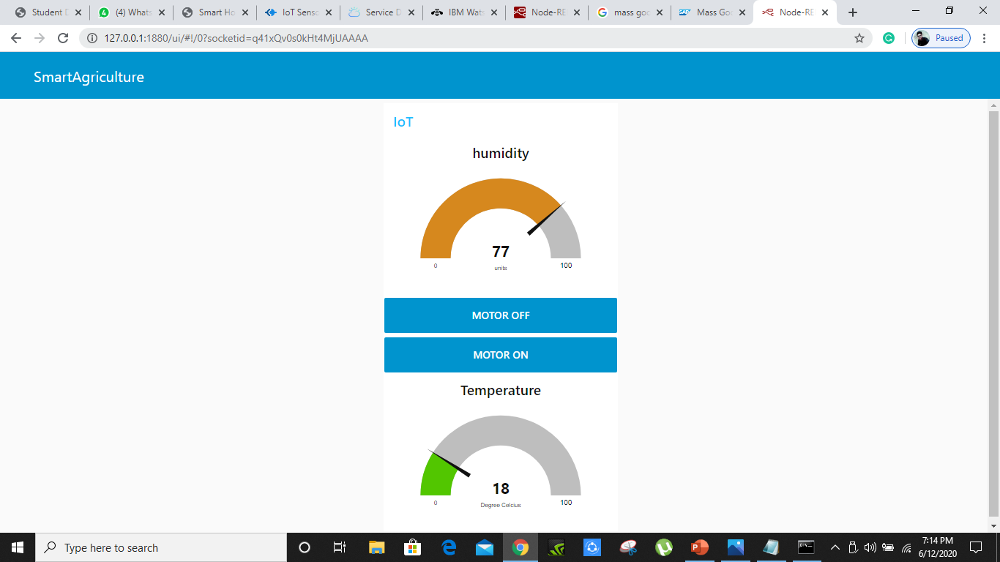 Student D
(4) Whats
Smart Ho
IoT Senso
Service D
IBM Wats
Node-RE
mass goo
Mass Goo
Node-RE
127.0.0.1:1880/ui/#!/0?socketid=q41xQv0s0kHt4MjUAAAA
Paused
SmartAgriculture
IoT
humidity
77
units
0
100
MOTOR OFF
MOTOR ON
Temperature
18
Degree Celcius
0
100
Type here to search
7:14 PM
6/12/2020